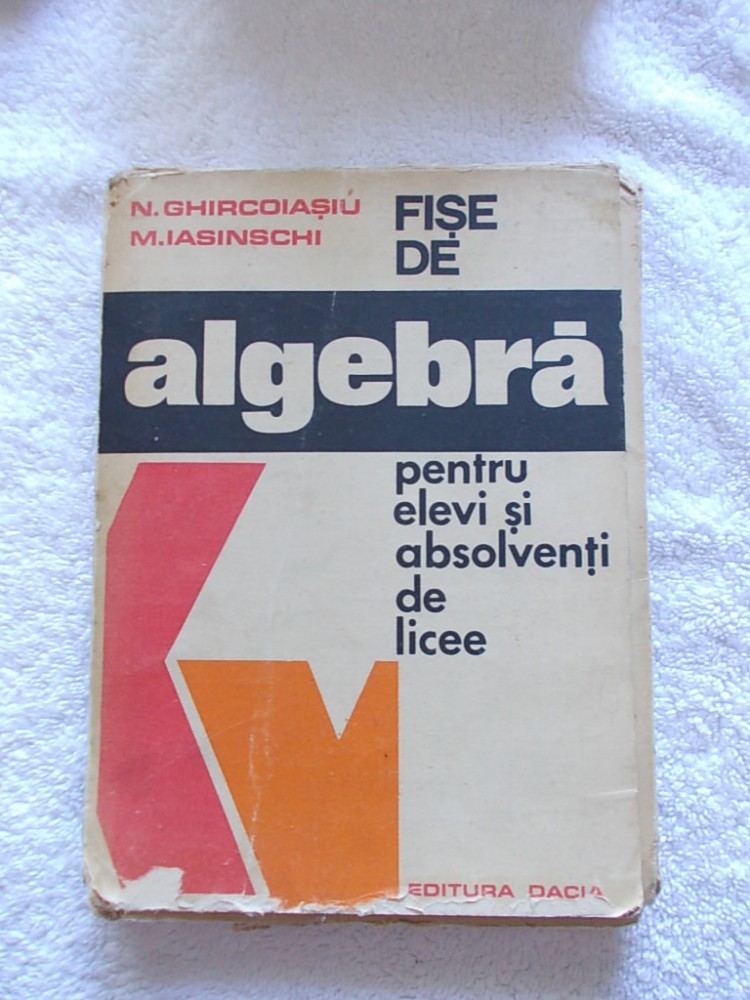 N. GHIRCOIAȘIU
M. IASINSCHI
FIȘE
DE
algebră
pentru
elevi și
absolvenți
de
licee
EDITURA DACIA